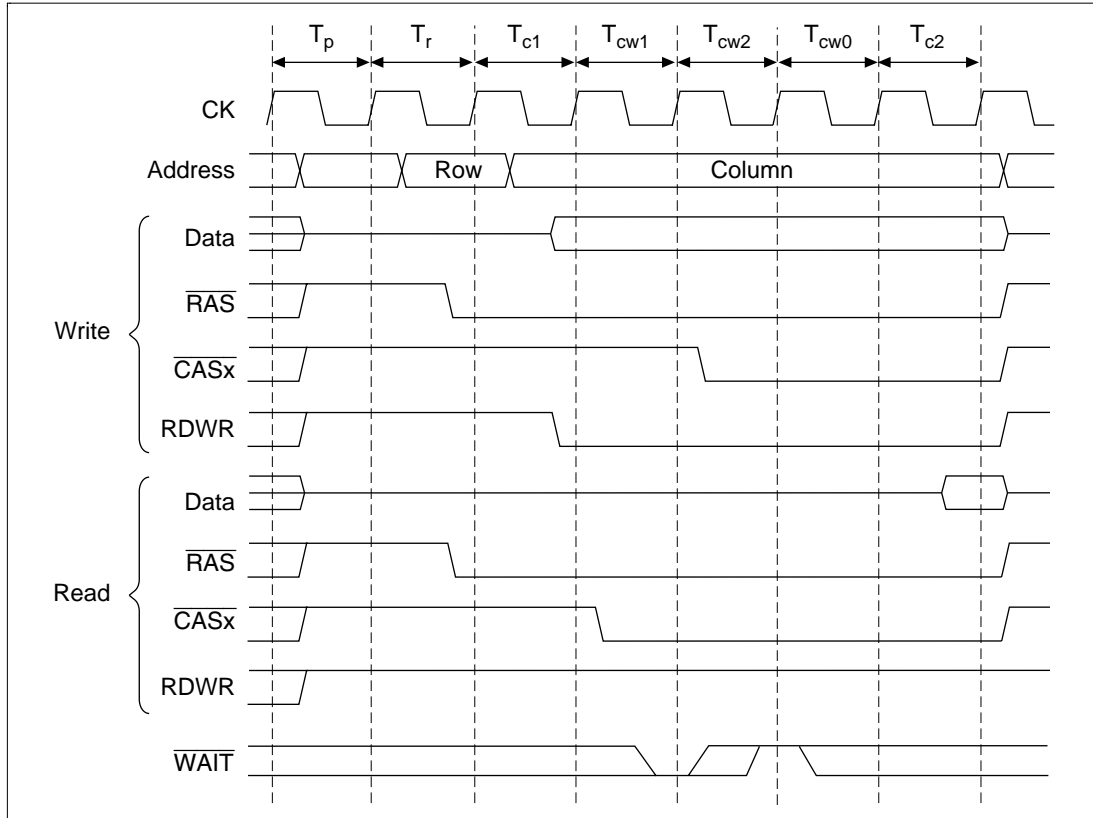 Tp Tr Tc1 Tcw1 Tcw2 Tcw0 Tc2
CK
Address Row Column
Data
RAS
Write
CASx
RDWR
Data
RAS
Read
CASx
RDWR
WAIT